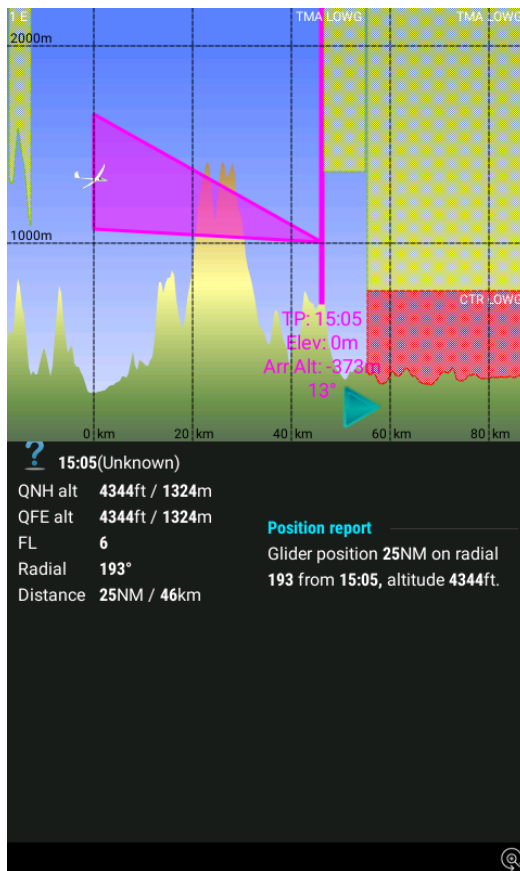 1 E
TMA LOWG
TMA LOWG
2000m
1000m
CTR LOWG
TP: 15:05
Elev: 0m
Arr Alt: -373m
13°
0 km
20 km
40 km
60 km
80 km
? 15:05(Unknown)
QNH alt 4344ft / 1324m
QFE alt 4344ft / 1324m
FL 6
Radial 193°
Distance 25NM / 46km
Position report
Glider position 25NM on radial
193 from 15:05, altitude 4344ft.